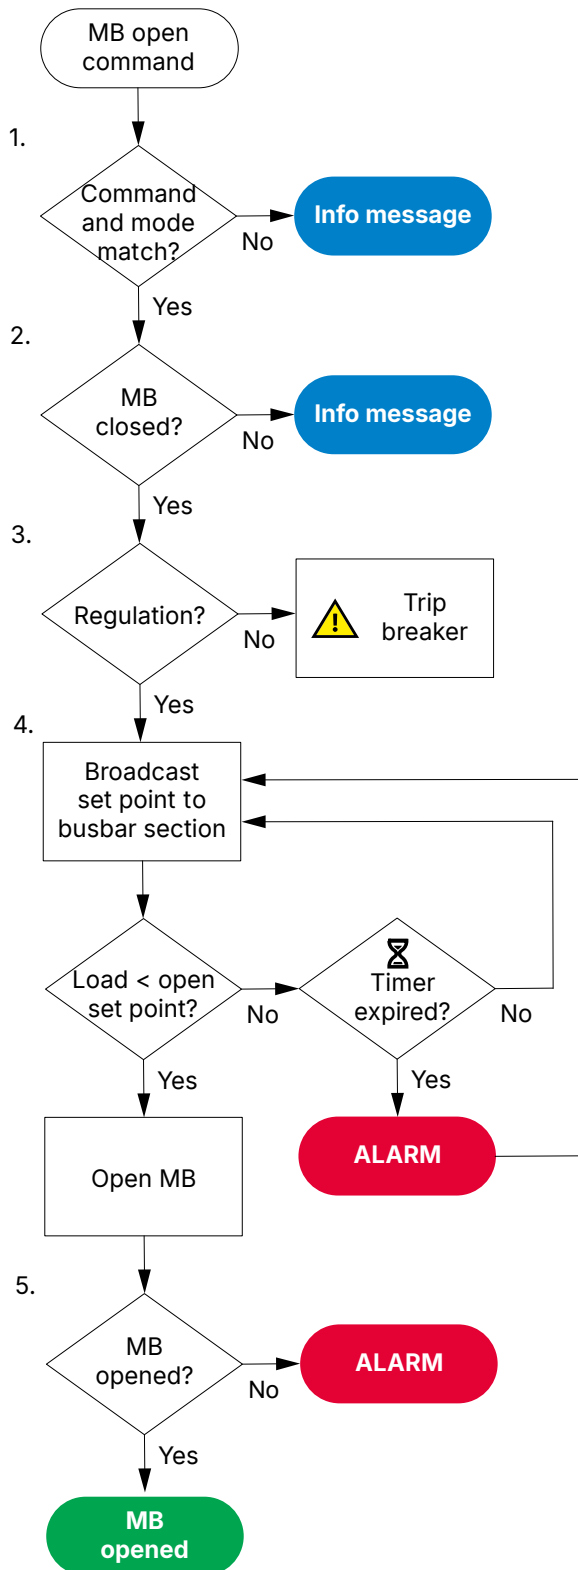 MB open
command
1.
Command
and mode
match?
No
Info message
Yes
2.
MB
closed?
No
Info message
Yes
3.
Regulation?
No
!
Trip
breaker
Yes
4.
Broadcast
set point to
busbar section
Load < open
set point?
No
Timer
expired?
No
Yes
Yes
Open MB
ALARM
5.
MB
opened?
No
ALARM
Yes
MB
opened